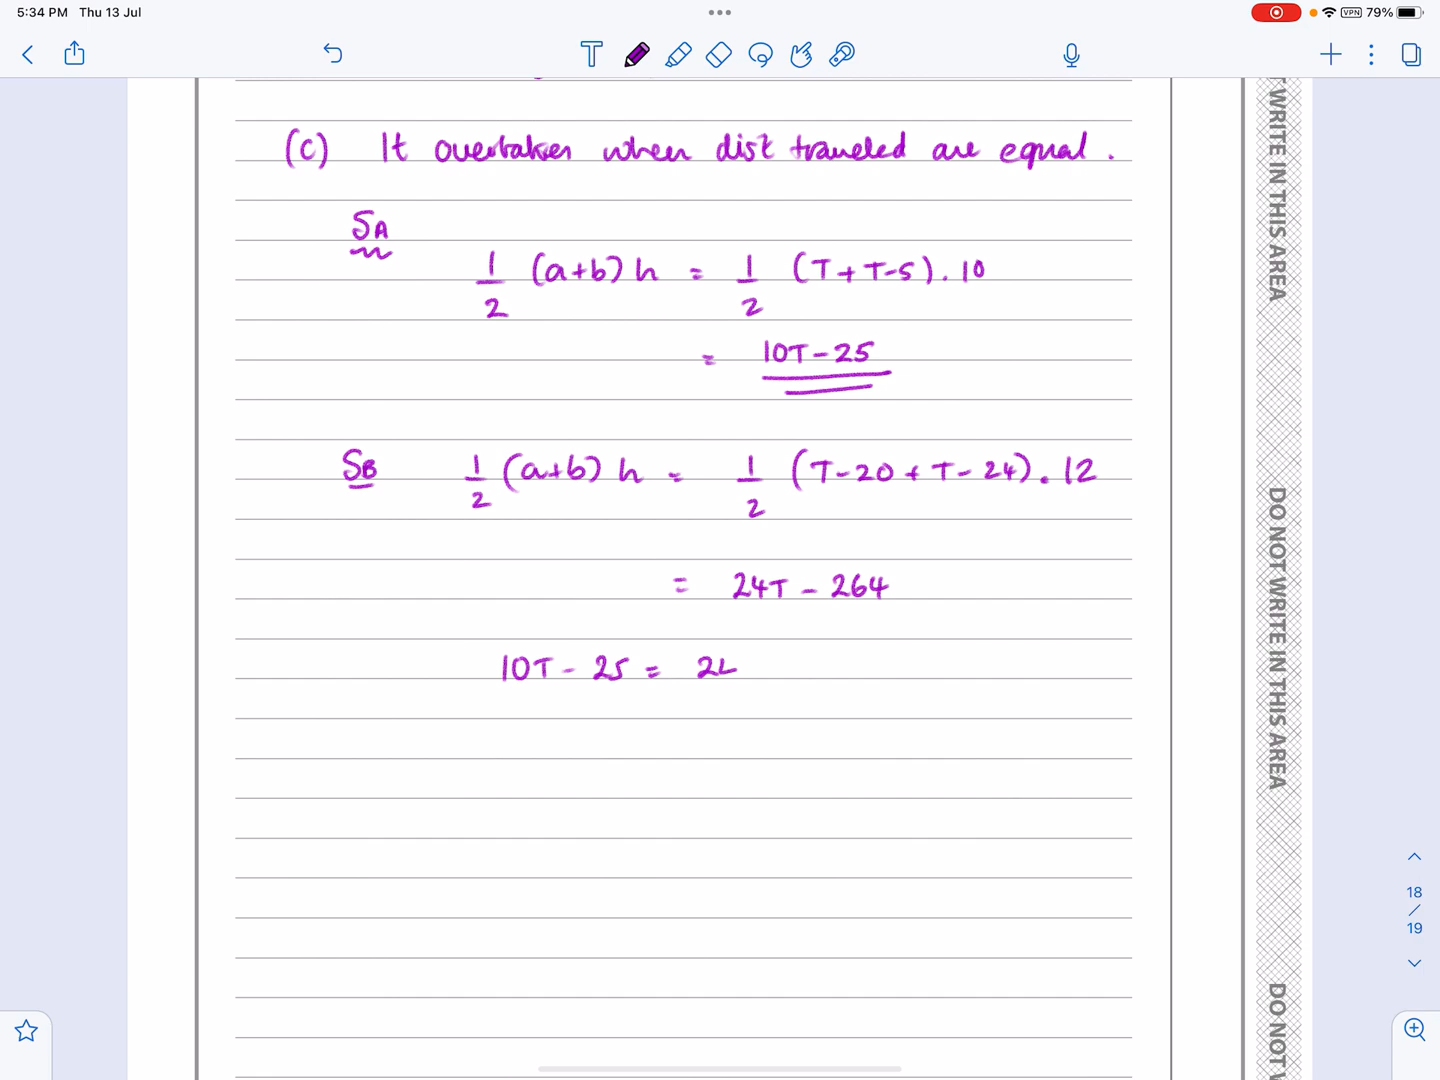 5:34 PM Thu 13 Jul
VPN 79%
T
(c) It overtakes when dist traveled are equal.
SA
1/2 (a+b)h = 1/2 (T+T-5).10
= 10T-25
SB 1/2 (a+b)h = 1/2 (T-20+T-24).12
= 24T-264
10T-25 = 24
T WRITE IN THIS AREA
DO NOT WRITE IN THIS AREA
DO NOT W
18
/
19